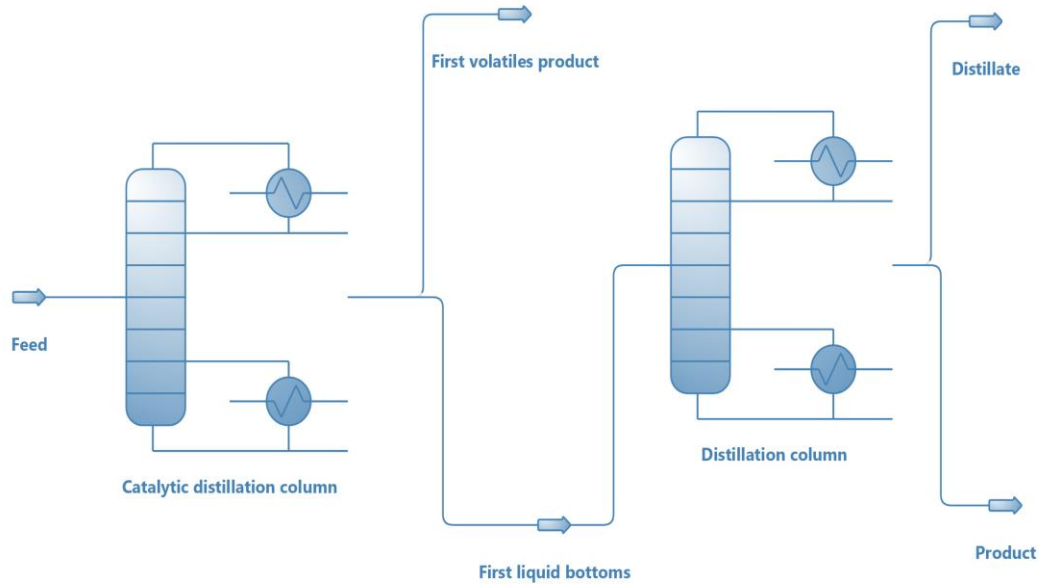 First volatiles product
Distillate
Feed
Distillation column
Catalytic distillation column
Product
First liquid bottoms